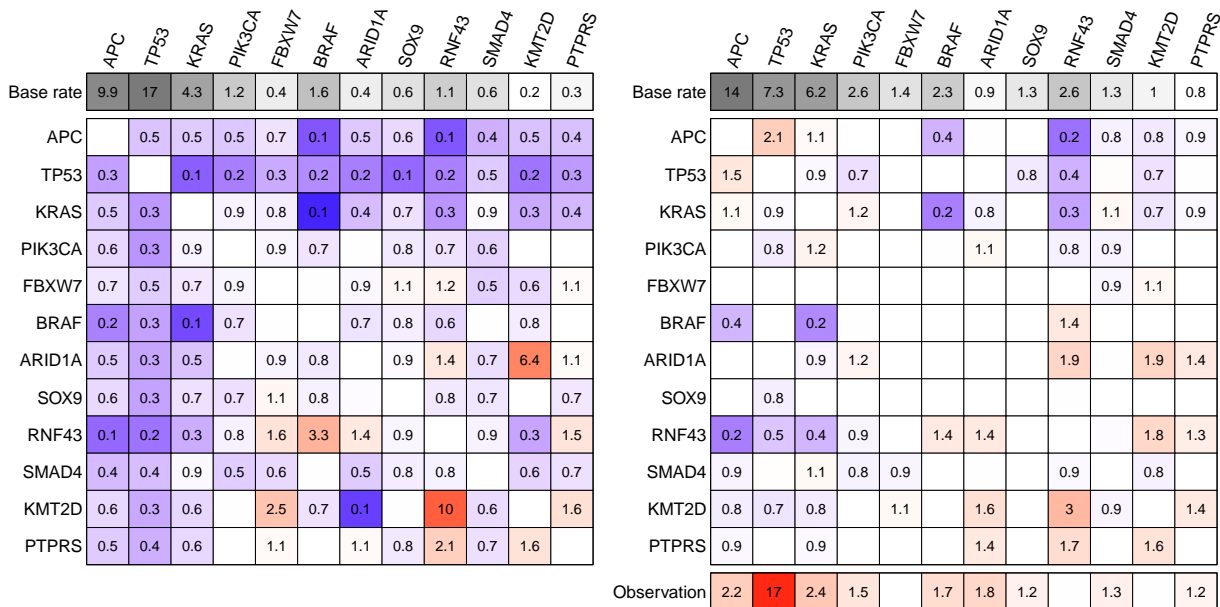 APC TP53 KRAS PIK3CA FBXW7 BRAF ARID1A SOX9 RNF43 SMAD4 KMT2D PTPRS
Base rate 9.9 17 4.3 1.2 0.4 1.6 0.4 0.6 1.1 0.6 0.2 0.3
APC 0.5 0.5 0.5 0.7 0.1 0.5 0.6 0.1 0.4 0.5 0.4
TP53 0.3 0.1 0.2 0.3 0.2 0.2 0.1 0.2 0.5 0.2 0.3
KRAS 0.5 0.3 0.9 0.8 0.1 0.4 0.7 0.3 0.9 0.3 0.4
PIK3CA 0.6 0.3 0.9 0.9 0.7 0.8 0.7 0.6
FBXW7 0.7 0.5 0.7 0.9 0.9 1.1 1.2 0.5 0.6 1.1
BRAF 0.2 0.3 0.1 0.7 0.7 0.8 0.6 0.8
ARID1A 0.5 0.3 0.5 0.9 0.8 0.9 1.4 0.7 6.4 1.1
SOX9 0.6 0.3 0.7 0.7 1.1 0.8 0.8 0.7 0.7
RNF43 0.1 0.2 0.3 0.8 1.6 3.3 1.4 0.9 0.9 0.3 1.5
SMAD4 0.4 0.4 0.9 0.5 0.6 0.5 0.8 0.8 0.6 0.7
KMT2D 0.6 0.3 0.6 2.5 0.7 0.1 10 0.6 1.6
PTPRS 0.5 0.4 0.6 1.1 1.1 0.8 2.1 0.7 1.6
APC TP53 KRAS PIK3CA FBXW7 BRAF ARID1A SOX9 RNF43 SMAD4 KMT2D PTPRS
Base rate 14 7.3 6.2 2.6 1.4 2.3 0.9 1.3 2.6 1.3 1 0.8
APC 2.1 1.1 0.4 0.2 0.8 0.8 0.9
TP53 1.5 0.9 0.7 0.8 0.4 0.7
KRAS 1.1 0.9 1.2 0.2 0.8 0.3 1.1 0.7 0.9
PIK3CA 0.8 1.2 1.1 0.8 0.9
FBXW7 0.9 1.1
BRAF 0.4 0.2 1.4
ARID1A 0.9 1.2 1.9 1.9 1.4
SOX9 0.8
RNF43 0.2 0.5 0.4 0.9 1.4 1.4 1.8 1.3
SMAD4 0.9 1.1 0.8 0.9 0.9 0.8
KMT2D 0.8 0.7 0.8 1.1 1.6 3 0.9 1.4
PTPRS 0.9 0.9 1.4 1.7 1.6
Observation 2.2 17 2.4 1.5 1.7 1.8 1.2 1.3 1.2